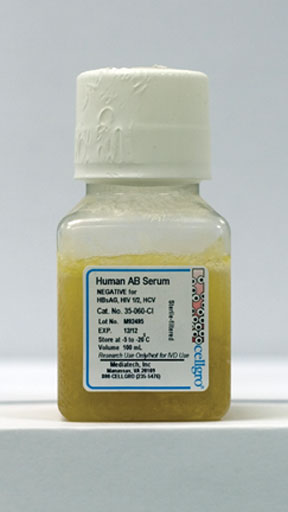 Human AB Serum
NEGATIVE for
HBsAG, HIV 1/2, HCV
Cat. No. 35-060-CI
Lot No. M92495
EXP. 12/12
Store at -5 to -20°C
Volume 100 mL
Research Use Only/not for IVD Use
Mediatech, Inc
Manassas, VA 20109
800-CELLGRO (235-5476)
Sterile-filtered
cellgro